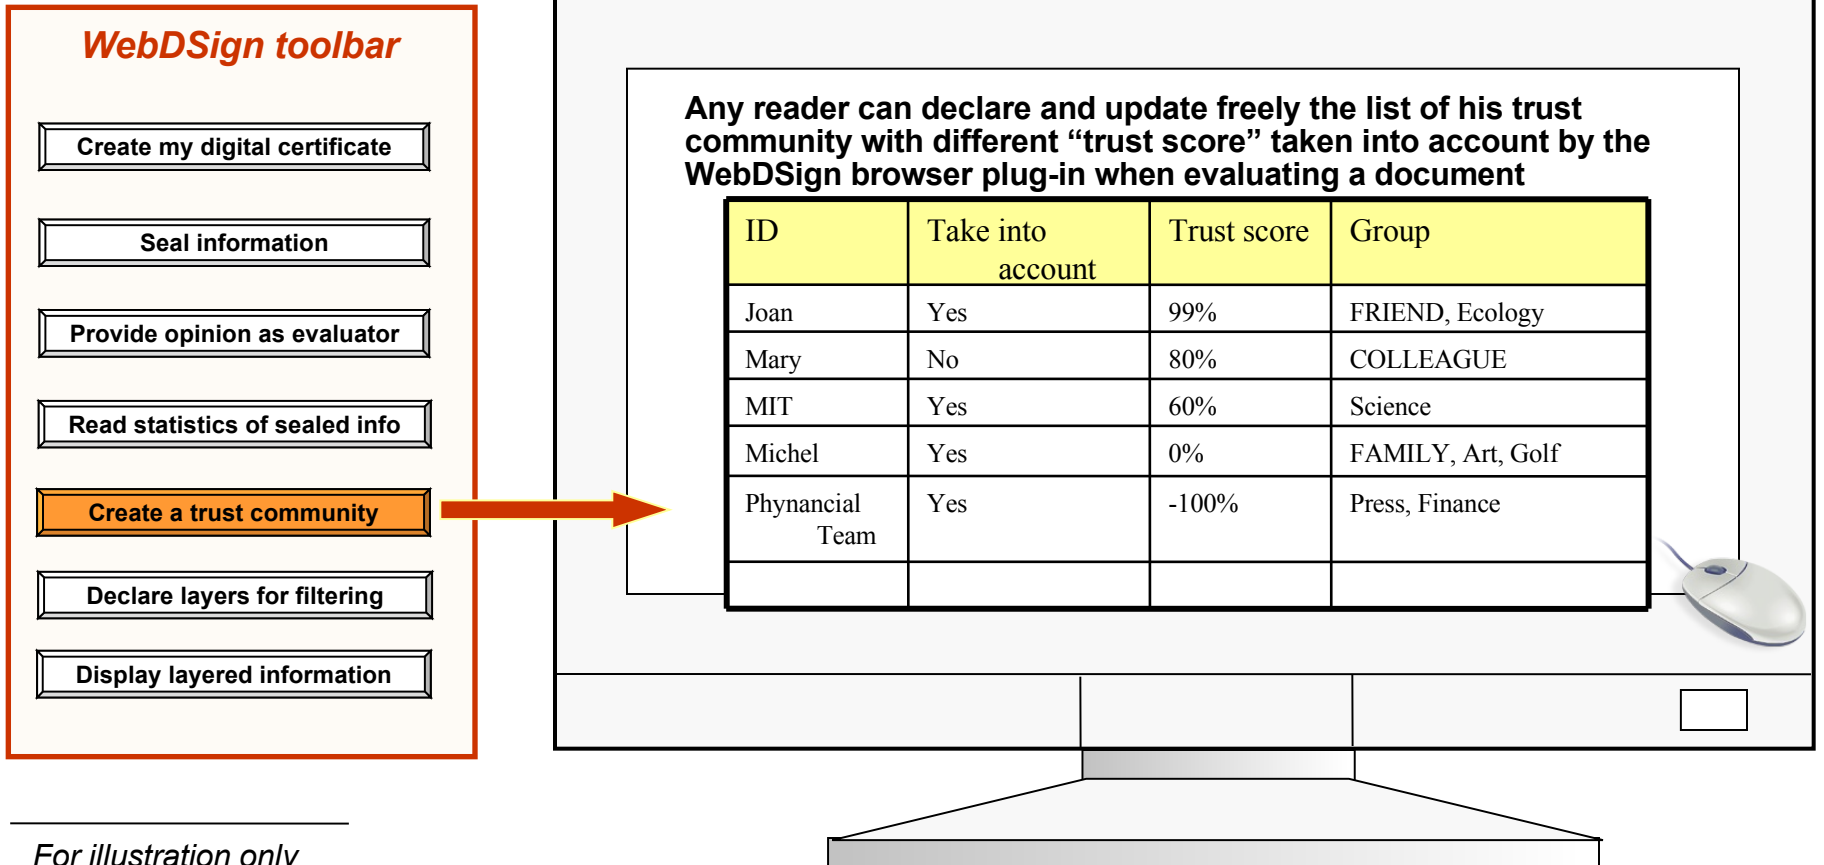 WebDSign toolbar
Create my digital certificate
Seal information
Provide opinion as evaluator
Read statistics of sealed info
Create a trust community
Declare layers for filtering
Display layered information
For illustration only
Any reader can declare and update freely the list of his trust
community with different “trust score” taken into account by the
WebDSign browser plug-in when evaluating a document
ID Take into account Trust score Group
Joan Yes 99% FRIEND, Ecology
Mary No 80% COLLEAGUE
MIT Yes 60% Science
Michel Yes 0% FAMILY, Art, Golf
Phynancial Team Yes -100% Press, Finance